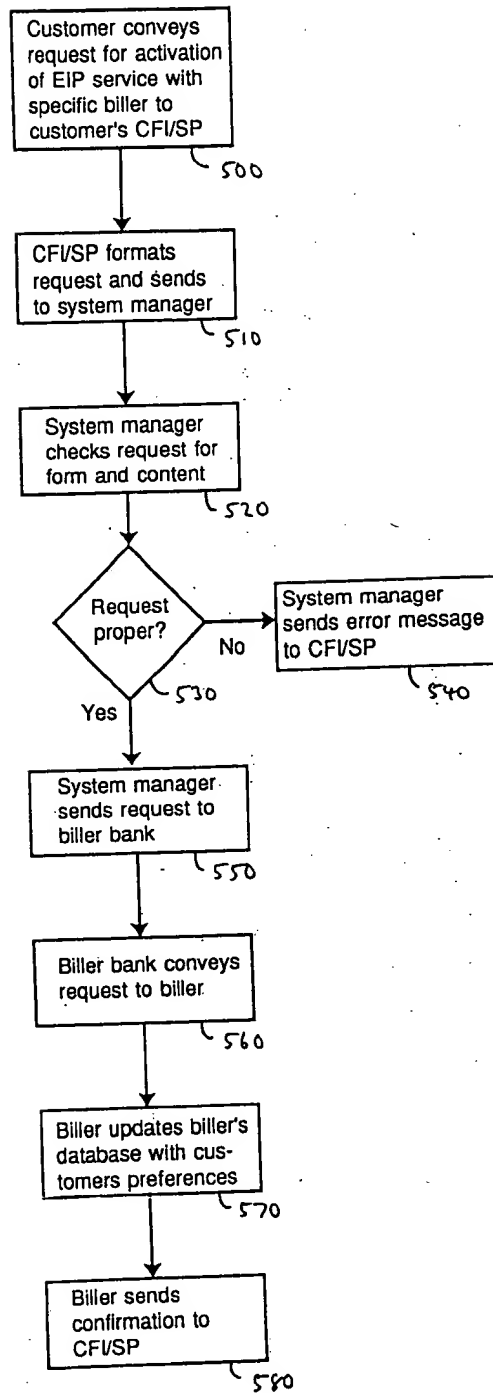 Customer conveys
request for activation
of EIP service with
specific biller to
customer's CFI/SP
500
CFI/SP formats
request and sends
to system manager
510
System manager
checks request for
form and content
520
Request
proper?
530
No
System manager
sends error message
to CFI/SP
540
Yes
System manager
sends request to
biller bank
550
Biller bank conveys
request to biller
560
Biller updates biller's
database with cus-
tomers preferences
570
Biller sends
confirmation to
CFI/SP
580